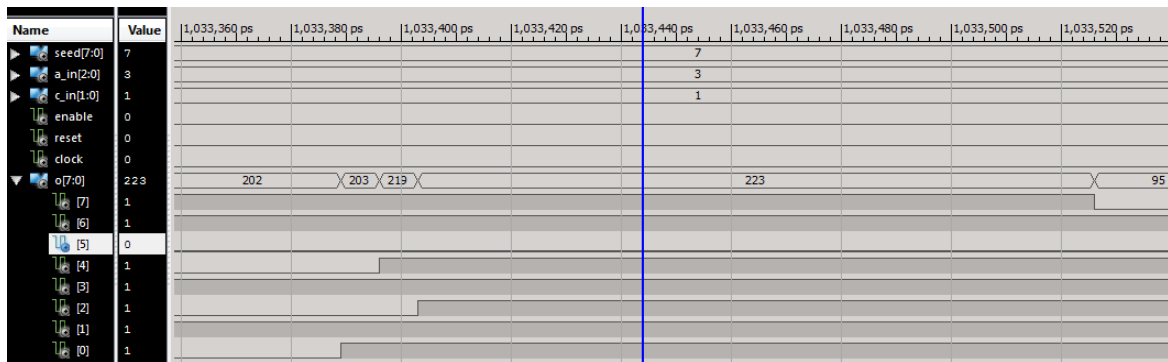 Name Value 1,033,360 ps 1,033,380 ps 1,033,400 ps 1,033,420 ps 1,033,440 ps 1,033,460 ps 1,033,480 ps 1,033,500 ps 1,033,520 ps
seed[7:0] 7 7
a_in[2:0] 3 3
c_in[1:0] 1 1
enable 0
reset 0
clock 0
o[7:0] 223 202 203 219 223 95
[7] 1
[6] 1
[5] 0
[4] 1
[3] 1
[2] 1
[1] 1
[0] 1